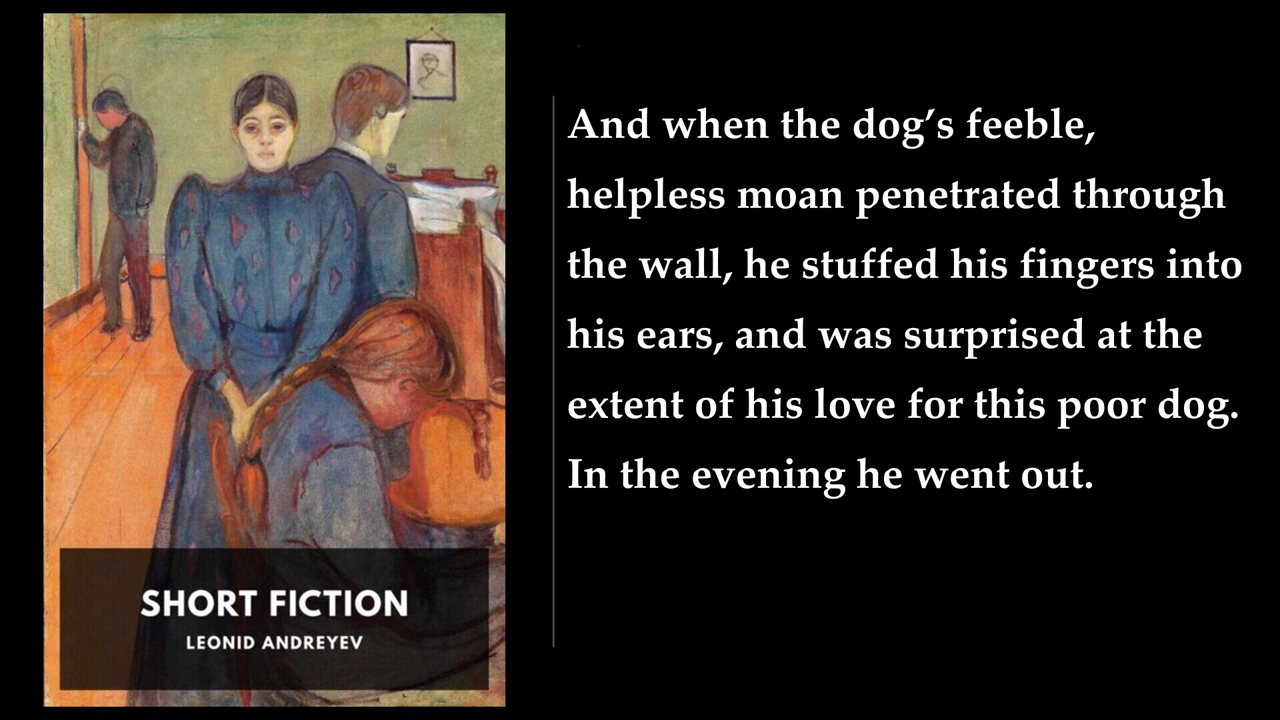 And when the dog’s feeble,
helpless moan penetrated through
the wall, he stuffed his fingers into
his ears, and was surprised at the
extent of his love for this poor dog.
In the evening he went out.
SHORT FICTION
LEONID ANDREYEV